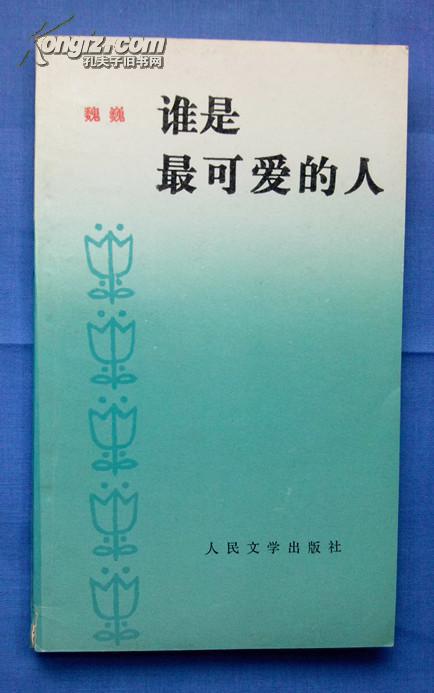 Kongfz.com
孔夫子旧书网
魏巍
谁是
最可爱的人
人民文学出版社